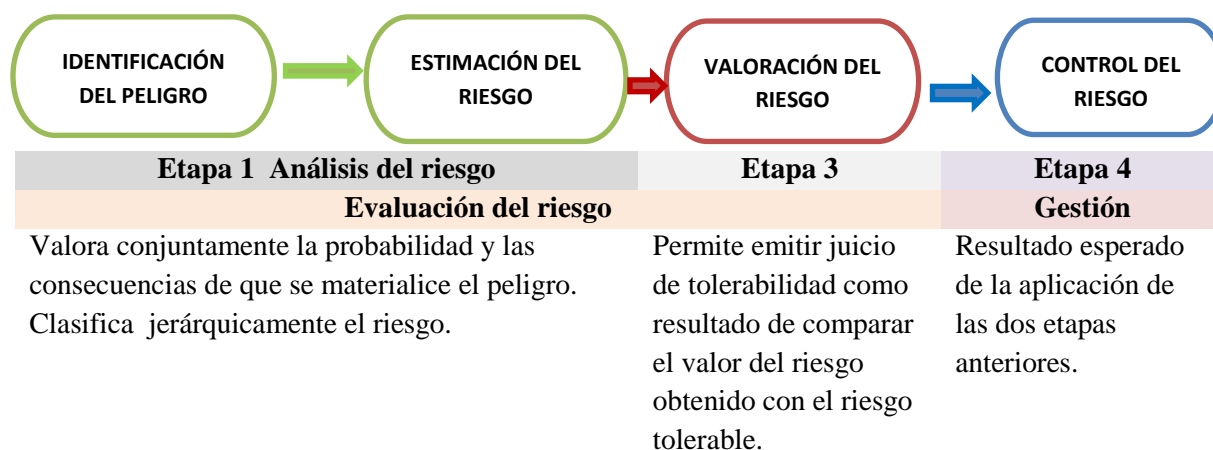 IDENTIFICACIÓN
DEL PELIGRO
ESTIMACIÓN DEL
RIESGO
VALORACIÓN DEL
RIESGO
CONTROL DEL
RIESGO
Etapa 1 Análisis del riesgo
Etapa 3
Etapa 4
Evaluación del riesgo
Gestión
Valora conjuntamente la probabilidad y las
consecuencias de que se materialice el peligro.
Clasifica jerárquicamente el riesgo.
Permite emitir juicio
de tolerabilidad como
resultado de comparar
el valor del riesgo
obtenido con el riesgo
tolerable.
Resultado esperado
de la aplicación de
las dos etapas
anteriores.